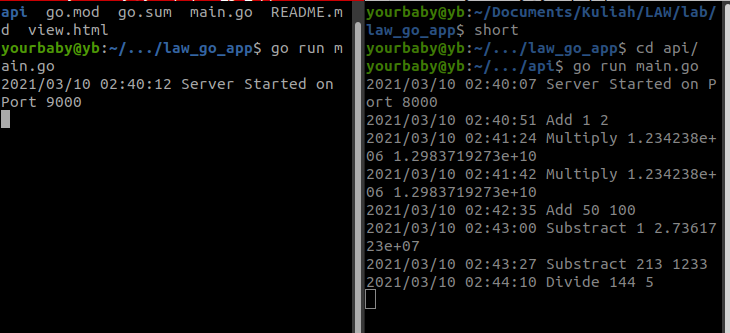 api  go.mod  go.sum  main.go  README.m
d  view.html
yourbaby@yb:~/.../law_go_app$ go run m
ain.go
2021/03/10 02:40:12 Server Started on
Port 9000
yourbaby@yb:~/Documents/Kuliah/LAW/lab/
law_go_app$ short
yourbaby@yb:~/.../law_go_app$ cd api/
yourbaby@yb:~/.../api$ go run main.go
2021/03/10 02:40:07 Server Started on P
ort 8000
2021/03/10 02:40:51 Add 1 2
2021/03/10 02:41:24 Multiply 1.234238e+
06 1.2983719273e+10
2021/03/10 02:41:42 Multiply 1.234238e+
06 1.2983719273e+10
2021/03/10 02:42:35 Add 50 100
2021/03/10 02:43:00 Substract 1 2.73617
23e+07
2021/03/10 02:43:27 Substract 213 1233
2021/03/10 02:44:10 Divide 144 5